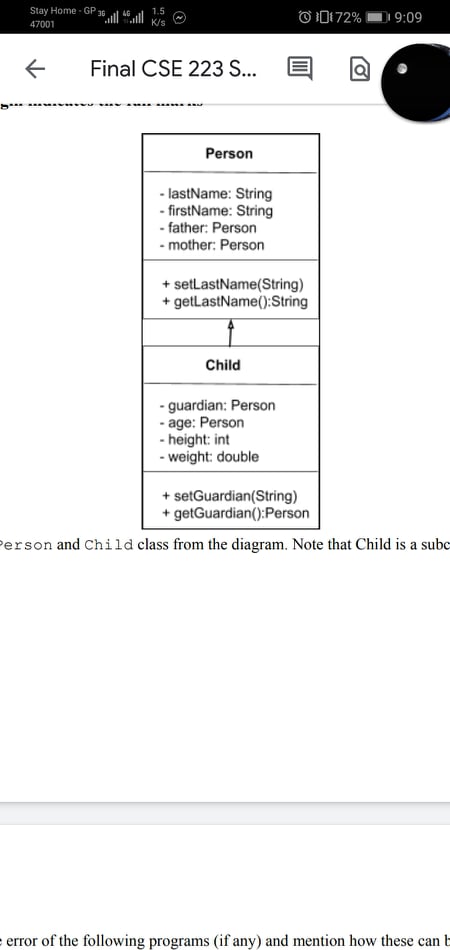 Stay Home - GP 3G 4G 1.5
47001 K/s 72% 9:09
Final CSE 223 S...
Person
- lastName: String
- firstName: String
- father: Person
- mother: Person
+ setLastName(String)
+ getLastName():String
Child
- guardian: Person
- age: Person
- height: int
- weight: double
+ setGuardian(String)
+ getGuardian():Person
Person and Child class from the diagram. Note that Child is a subc
error of the following programs (if any) and mention how these can b